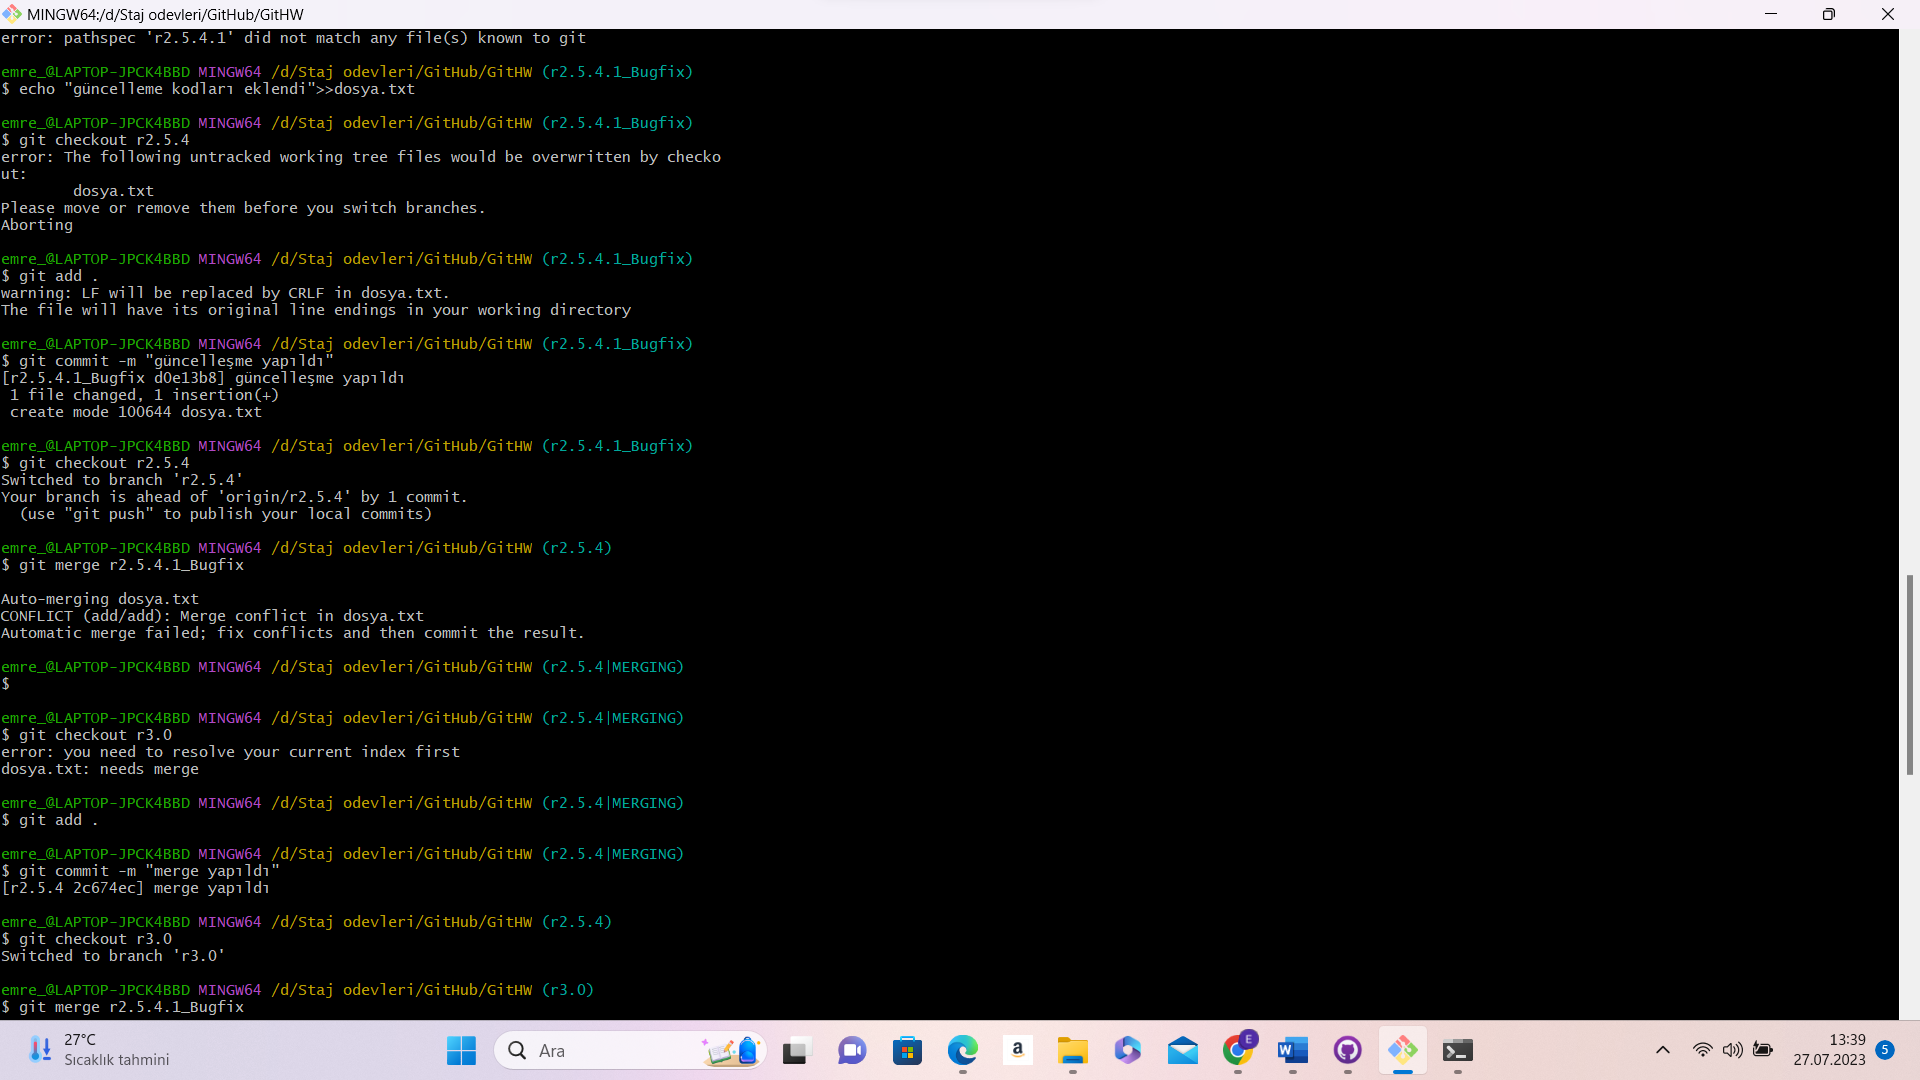 MINGW64:/d/Staj odevleri/GitHub/GitHW
error: pathspec 'r2.5.4.1' did not match any file(s) known to git
emre_@LAPTOP-JPCK4BBD MINGW64 /d/Staj odevleri/GitHub/GitHW (r2.5.4.1_Bugfix)
$ echo "güncelleme kodları eklendi">>dosya.txt
emre_@LAPTOP-JPCK4BBD MINGW64 /d/Staj odevleri/GitHub/GitHW (r2.5.4.1_Bugfix)
$ git checkout r2.5.4
error: The following untracked working tree files would be overwritten by checko
ut:
dosya.txt
Please move or remove them before you switch branches.
Aborting
emre_@LAPTOP-JPCK4BBD MINGW64 /d/Staj odevleri/GitHub/GitHW (r2.5.4.1_Bugfix)
$ git add .
warning: LF will be replaced by CRLF in dosya.txt.
The file will have its original line endings in your working directory
emre_@LAPTOP-JPCK4BBD MINGW64 /d/Staj odevleri/GitHub/GitHW (r2.5.4.1_Bugfix)
$ git commit -m "güncelleşme yapıldı"
[r2.5.4.1_Bugfix d0e13b8] güncelleşme yapıldı
1 file changed, 1 insertion(+)
create mode 100644 dosya.txt
emre_@LAPTOP-JPCK4BBD MINGW64 /d/Staj odevleri/GitHub/GitHW (r2.5.4.1_Bugfix)
$ git checkout r2.5.4
Switched to branch 'r2.5.4'
Your branch is ahead of 'origin/r2.5.4' by 1 commit.
(use "git push" to publish your local commits)
emre_@LAPTOP-JPCK4BBD MINGW64 /d/Staj odevleri/GitHub/GitHW (r2.5.4)
$ git merge r2.5.4.1_Bugfix
Auto-merging dosya.txt
CONFLICT (add/add): Merge conflict in dosya.txt
Automatic merge failed; fix conflicts and then commit the result.
emre_@LAPTOP-JPCK4BBD MINGW64 /d/Staj odevleri/GitHub/GitHW (r2.5.4|MERGING)
$
emre_@LAPTOP-JPCK4BBD MINGW64 /d/Staj odevleri/GitHub/GitHW (r2.5.4|MERGING)
$ git checkout r3.0
error: you need to resolve your current index first
dosya.txt: needs merge
emre_@LAPTOP-JPCK4BBD MINGW64 /d/Staj odevleri/GitHub/GitHW (r2.5.4|MERGING)
$ git add .
emre_@LAPTOP-JPCK4BBD MINGW64 /d/Staj odevleri/GitHub/GitHW (r2.5.4|MERGING)
$ git commit -m "merge yapıldı"
[r2.5.4 2c674ec] merge yapıldı
emre_@LAPTOP-JPCK4BBD MINGW64 /d/Staj odevleri/GitHub/GitHW (r2.5.4)
$ git checkout r3.0
Switched to branch 'r3.0'
emre_@LAPTOP-JPCK4BBD MINGW64 /d/Staj odevleri/GitHub/GitHW (r3.0)
$ git merge r2.5.4.1_Bugfix
27°C
Sıcaklık tahmini
Ara
a
E
W
13:39
27.07.2023
5